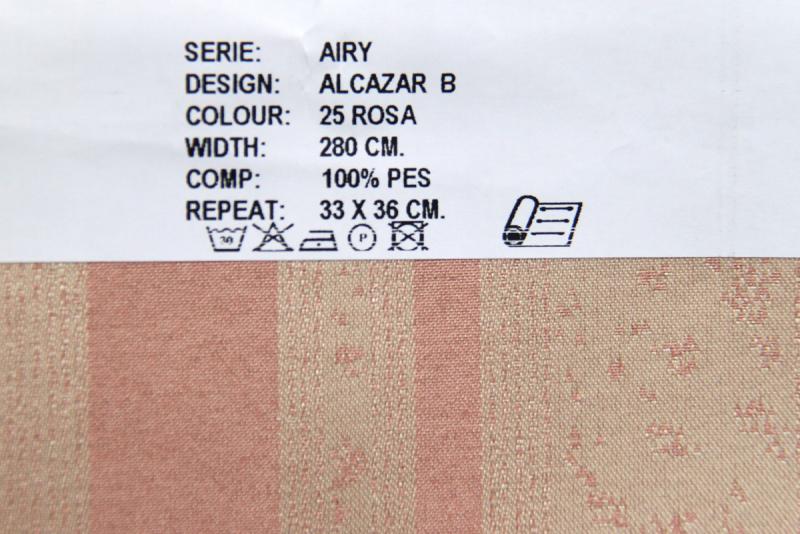 SERIE: AIRY
DESIGN: ALCAZAR B
COLOUR: 25 ROSA
WIDTH: 280 CM.
COMP: 100% PES
REPEAT: 33 X 36 CM.
30 P